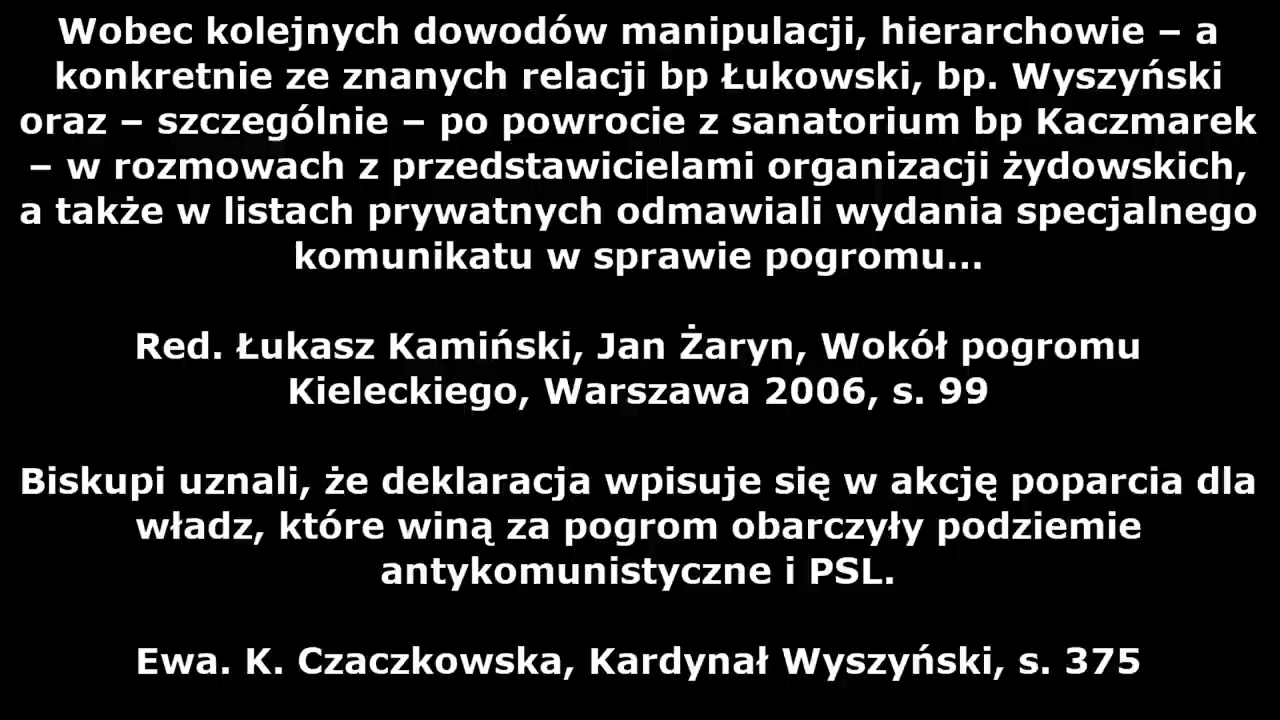 Wobec kolejnych dowodów manipulacji, hierarchowie – a
konkretnie ze znanych relacji bp Łukowski, bp. Wyszyński
oraz – szczególnie – po powrocie z sanatorium bp Kaczmarek
– w rozmowach z przedstawicielami organizacji żydowskich,
a także w listach prywatnych odmawiali wydania specjalnego
komunikatu w sprawie pogromu...
Red. Łukasz Kamiński, Jan Żaryn, Wokół pogromu
Kieleckiego, Warszawa 2006, s. 99
Biskupi uznali, że deklaracja wpisuje się w akcję poparcia dla
władz, które winą za pogrom obarczyły podziemie
antykomunistyczne i PSL.
Ewa. K. Czaczkowska, Kardynał Wyszyński, s. 375